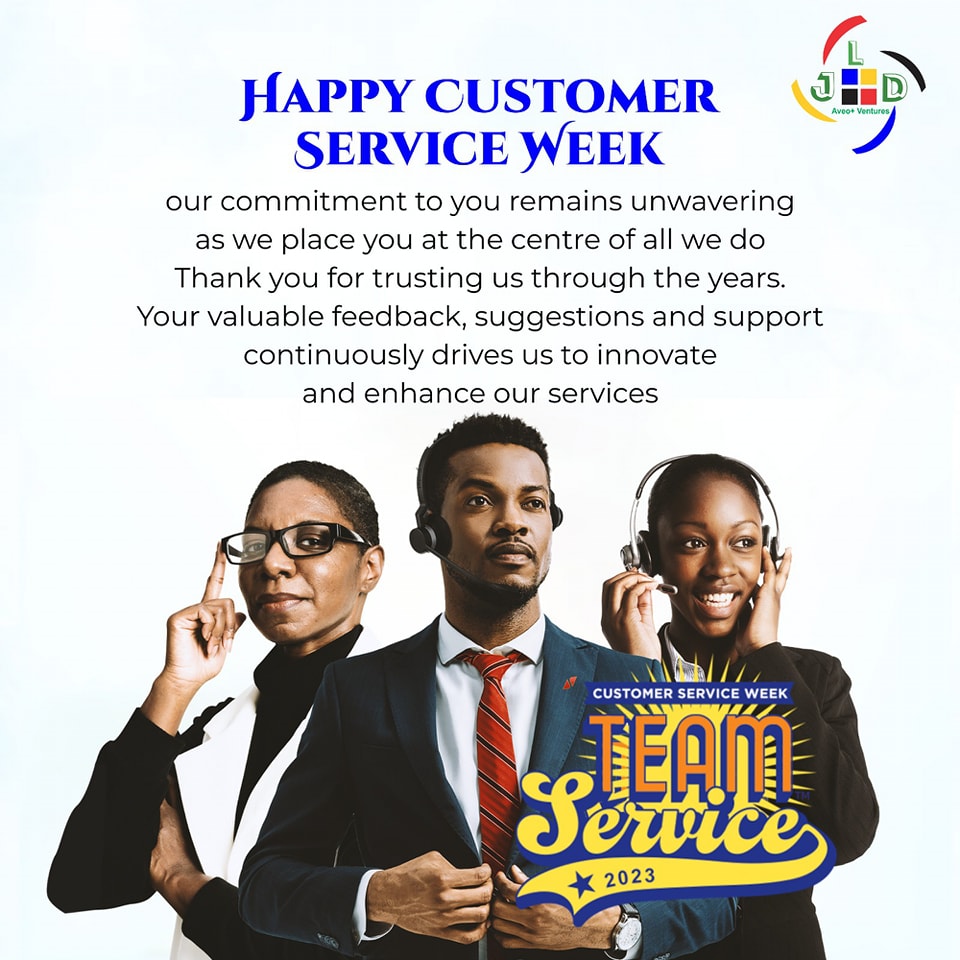 Happy Customer
Service Week
our commitment to you remains unwavering
as we place you at the centre of all we do
Thank you for trusting us through the years.
Your valuable feedback, suggestions and support
continuously drives us to innovate
and enhance our services
L
J D
Aveo+ Ventures
CUSTOMER SERVICE WEEK
TEAM
Service
2023